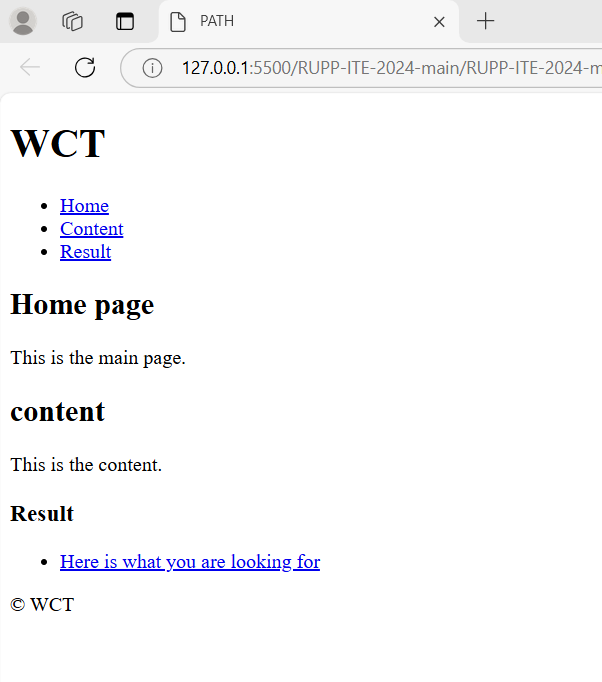 PATH
127.0.0.1:5500/RUPP-ITE-2024-main/RUPP-ITE-2024-m
WCT
Home
Content
Result
Home page
This is the main page.
content
This is the content.
Result
Here is what you are looking for
© WCT